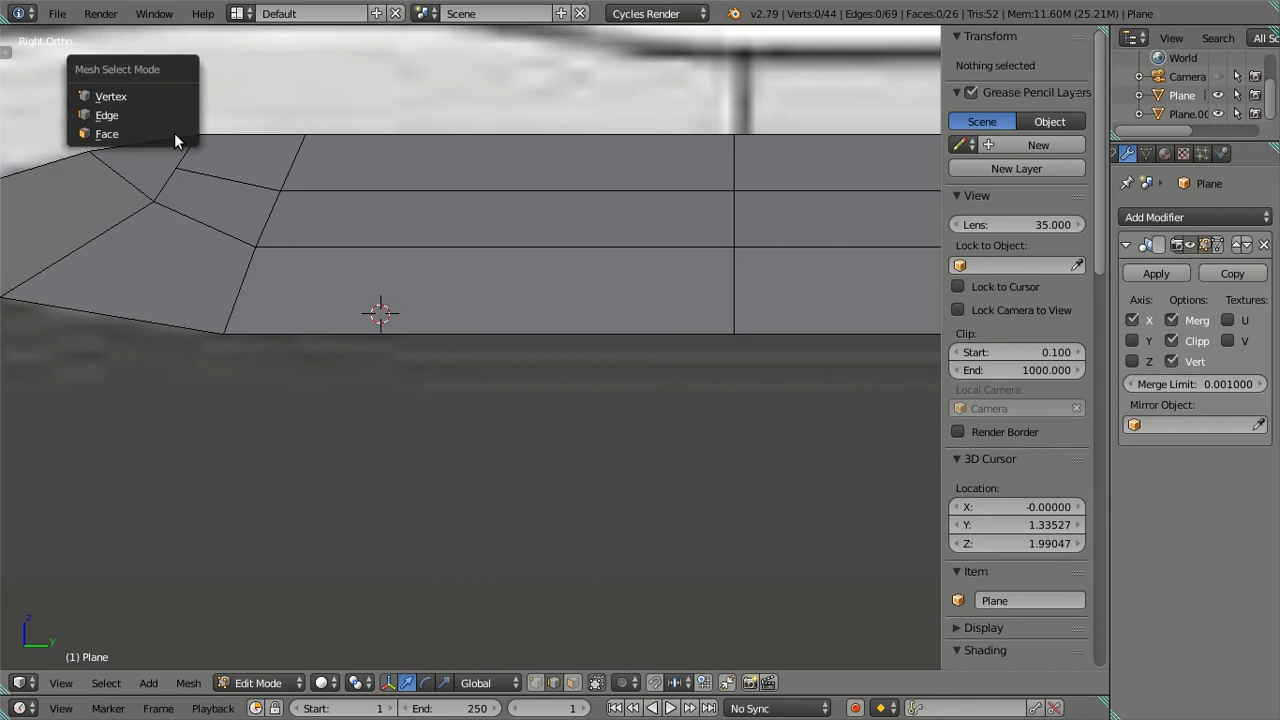 File Render Window Help Default Scene Cycles Render v2.79 | Verts:0/44 | Edges:0/69 | Faces:0/26 | Tris:52 | Mem:11.60M (25.21M) | Plane
Right Ortho
Mesh Select Mode
Vertex
Edge
Face
Transform
Nothing selected
Grease Pencil Layers
Scene Object
New
New Layer
View
Lens: 35.000
Lock to Object:
Lock to Cursor
Lock Camera to View
Clip:
Start: 0.100
End: 1000.000
Local Camera:
Camera
Render Border
3D Cursor
Location:
X: -0.00000
Y: 1.33527
Z: 1.99047
Item
Plane
Display
Shading
View Search All Sc
World
Camera
Plane
Plane.00
Plane
Add Modifier
Apply Copy
Axis: Options: Textures:
X Merg U
Y Clipp V
Z Vert
Merge Limit: 0.001000
Mirror Object:
z
y
(1) Plane
View Select Add Mesh Edit Mode Global
View Marker Frame Playback Start: 1 End: 250 1 No Sync